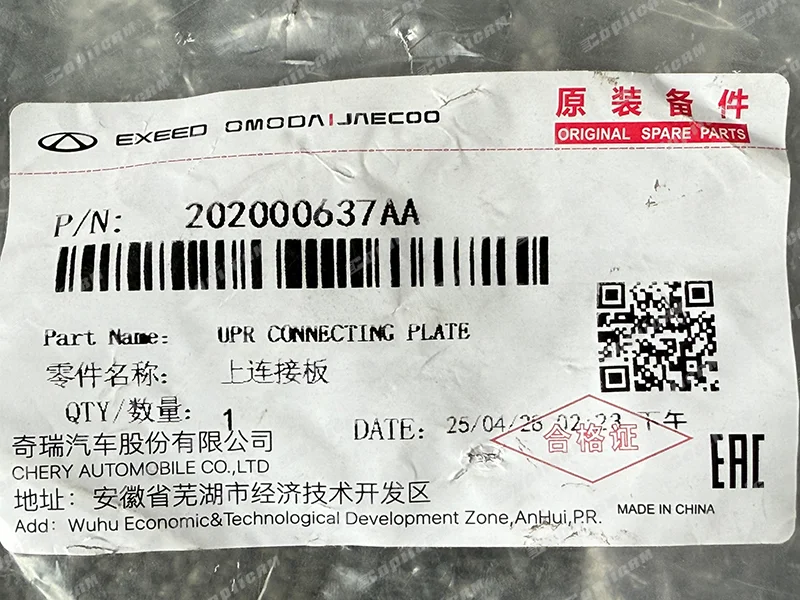 EXEED OMODA|JAECOO
原装备件
ORIGINAL SPARE PARTS
P/N: 202000637AA
Part Name: UPR CONNECTING PLATE
零件名称: 上连接板
QTY/数量: 1
DATE: 25/04/26 02:23 下午
合格证
奇瑞汽车股份有限公司
CHERY AUTOMOBILE CO.,LTD
EAC
地址: 安徽省芜湖市经济技术开发区
Add: Wuhu Economic&Technological Development Zone,AnHui,P.R.
MADE IN CHINA